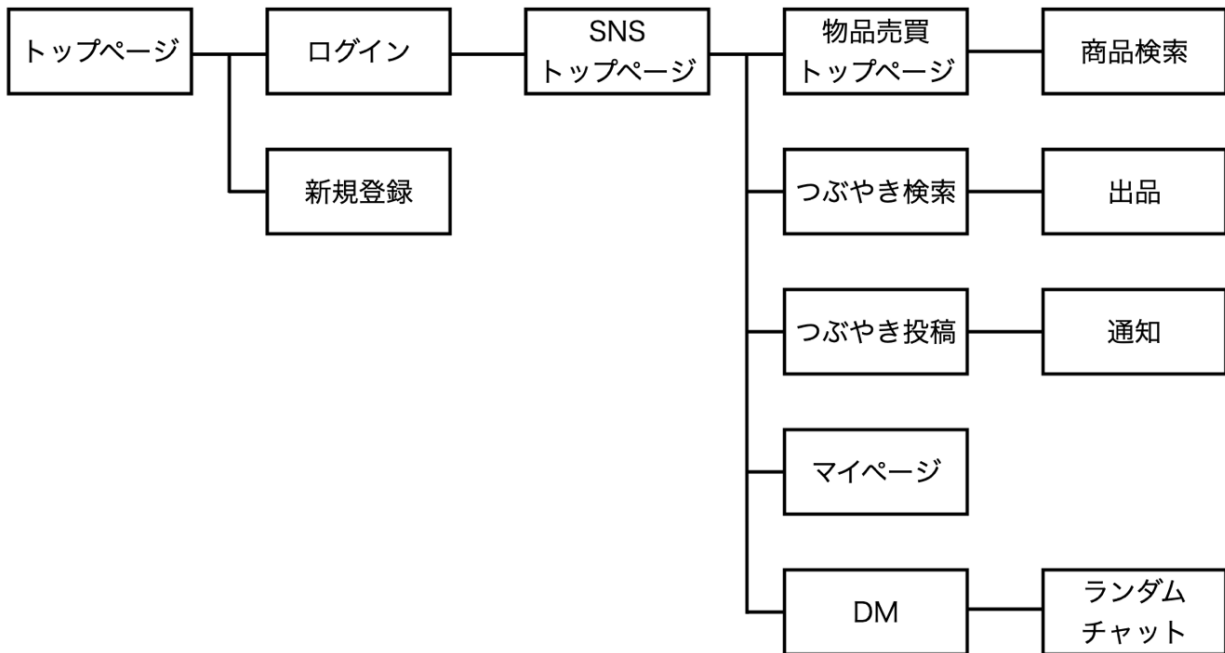 トップページ
ログイン
SNS
トップページ
物品売買
トップページ
商品検索
新規登録
つぶやき検索
出品
つぶやき投稿
通知
マイページ
DM
ランダム
チャット